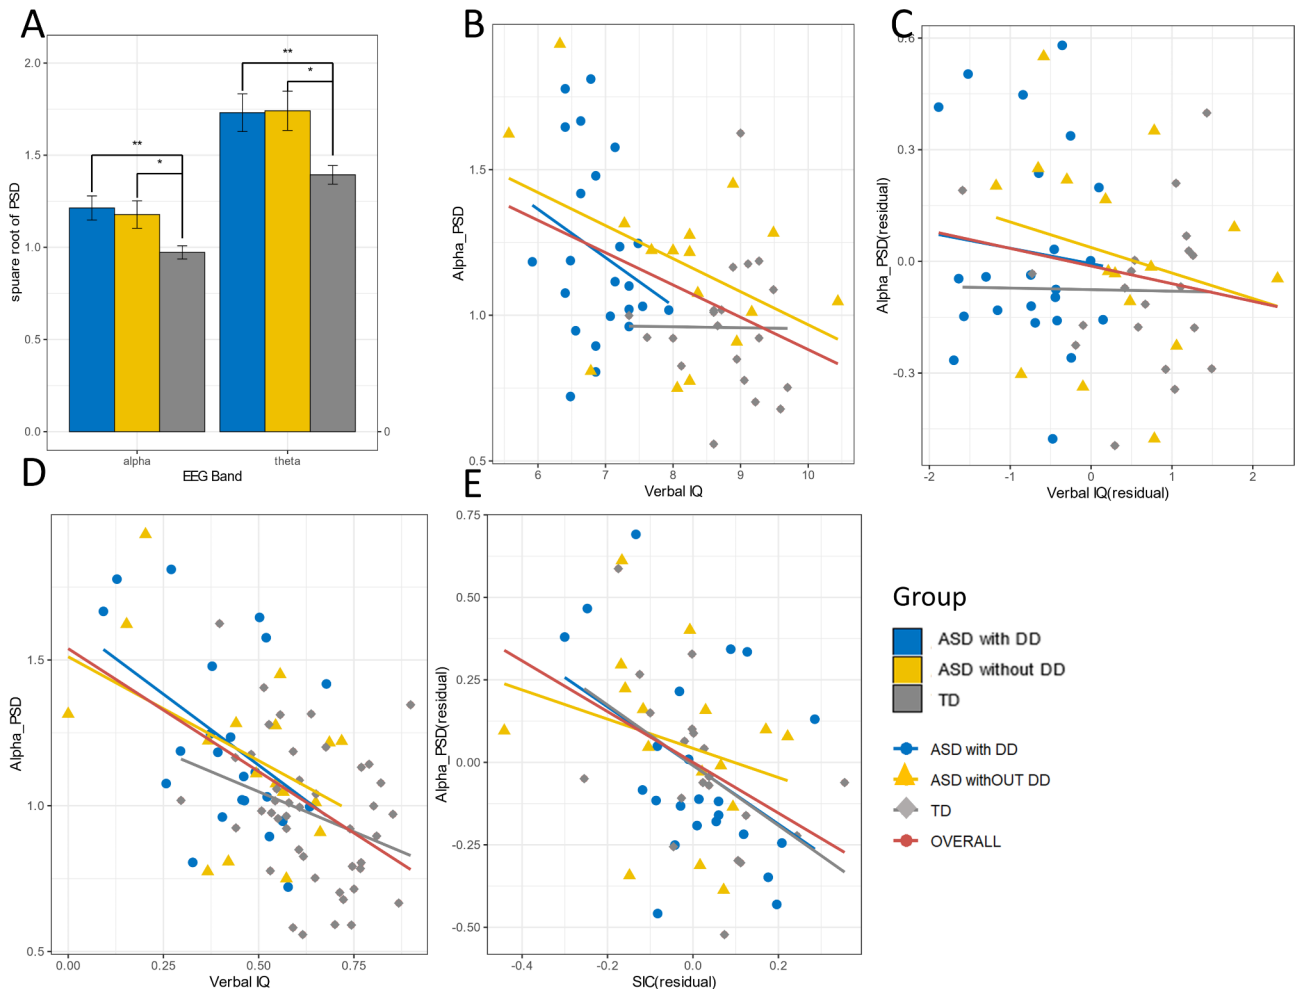 A
2.0
1.5
1.0
0.5
0.0
spuare root of PSD
**
*
**
*
0
alpha
theta
EEG Band
B
1.5
1.0
0.5
Alpha_PSD
6
7
8
9
10
Verbal IQ
C
0.6
0.3
0.0
-0.3
Alpha_PSD(residual)
-2
-1
0
1
2
Verbal IQ(residual)
D
1.5
1.0
0.5
Alpha_PSD
0.00
0.25
0.50
0.75
Verbal IQ
E
0.75
0.50
0.25
0.00
-0.25
-0.50
Alpha_PSD(residual)
-0.4
-0.2
0.0
0.2
SIC(residual)
Group
ASD with DD
ASD without DD
TD
ASD with DD
ASD withOUT DD
TD
OVERALL